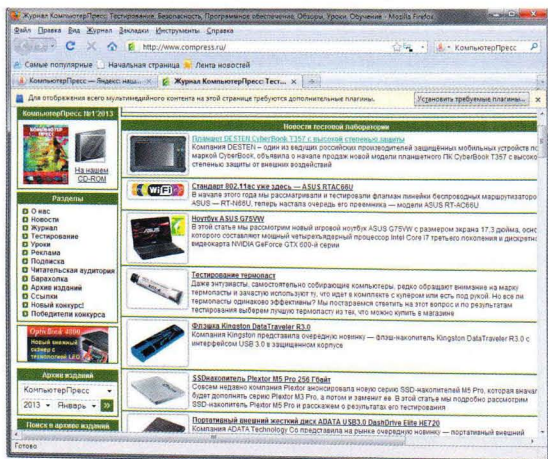 Журнал КомпьютерПресс: Тестирование, Безопасность, Программное обеспечение, Обзоры, Уроки, Обучение - Mozilla Firefox
Файл Правка Вид Журнал Закладки Инструменты Справка
http://www.compress.ru/
КомпьютерПресс
Самые популярные Начальная страница Лента новостей
КомпьютерПресс — Яндекс: наш...
Журнал КомпьютерПресс: Тест...
Для отображения всего мультимедийного контента на этой странице требуются дополнительные плагины.
Установить требуемые плагины...
КомпьютерПресс №1'2013
На нашем
CD-ROM
Разделы
О нас
Новости
Журнал
Тестирование
Уроки
Реклама
Подписка
Читательская аудитория
Барахолка
Архив изданий
Ссылки
Новый конкурс!
Победители конкурса
Новый книжный
сканер с
технологией LED
Архив изданий
КомпьютерПресс
2013 Январь »
Поиск в архиве изданий
Новости тестовой лаборатории
Планшет DESTEN CyberBook T357 с высокой степенью защиты
Компания DESTEN – один из ведущих российских производителей защищённых мобильных устройств по
маркой CyberBook, объявила о начале продаж новой модели планшетного ПК CyberBook T357 с высоко
степенью защиты от внешних воздействий
Wi Fi
Стандарт 802.11ac уже здесь — ASUS RTAC66U
В начале этого года мы рассматривали и тестировали флагман линейки беспроводных маршрутизаторо
ASUS — RT-N66U, теперь настала очередь его преемника — модели ASUS RT-AC66U
Ноутбук ASUS G75VW
В этой статье мы рассмотрим новый игровой ноутбук ASUS G75VW с размером экрана 17,3 дюйма, осно
которого составляют мощный четырехъядерный процессор Intel Core i7 третьего поколения и дискретн
видеокарта NVIDIA GeForce GTX 600-й серии
Тестирование термопаст
Даже энтузиасты, самостоятельно собирающие компьютеры, редко обращают внимание на марку
термопасты и зачастую используют ту, что идет в комплекте с кулером или есть под рукой. Но все ли
термопасты одинаково эффективны? Мы постараемся ответить на этот вопрос и по результатам
тестирования выберем лучшую термопасту из тех, что можно купить в магазине
Флэшка Kingston DataTraveler R3.0
Компания Kingston представила очередную новинку — флэш-накопитель Kingston DataTraveler R3.0 с
интерфейсом USB 3.0 в защищенном корпусе
SSDнакопитель Plextor M5 Pro 256 Гбайт
Совсем недавно компания Plextor анонсировала новую серию SSD-накопителей M5 Pro, которая внача
будет дополнять серию Plextor M3 Pro, а потом и заменит ее. В этой статье мы подробно рассмотрим
SSD-накопитель Plextor M5 Pro и расскажем о результатах его тестирования
Портативный внешний жесткий диск ADATA USB3.0 DashDrive Elite HE720
Компания ADATA Technology Co представила на рынке очередную новинку — портативный внешний
Готово